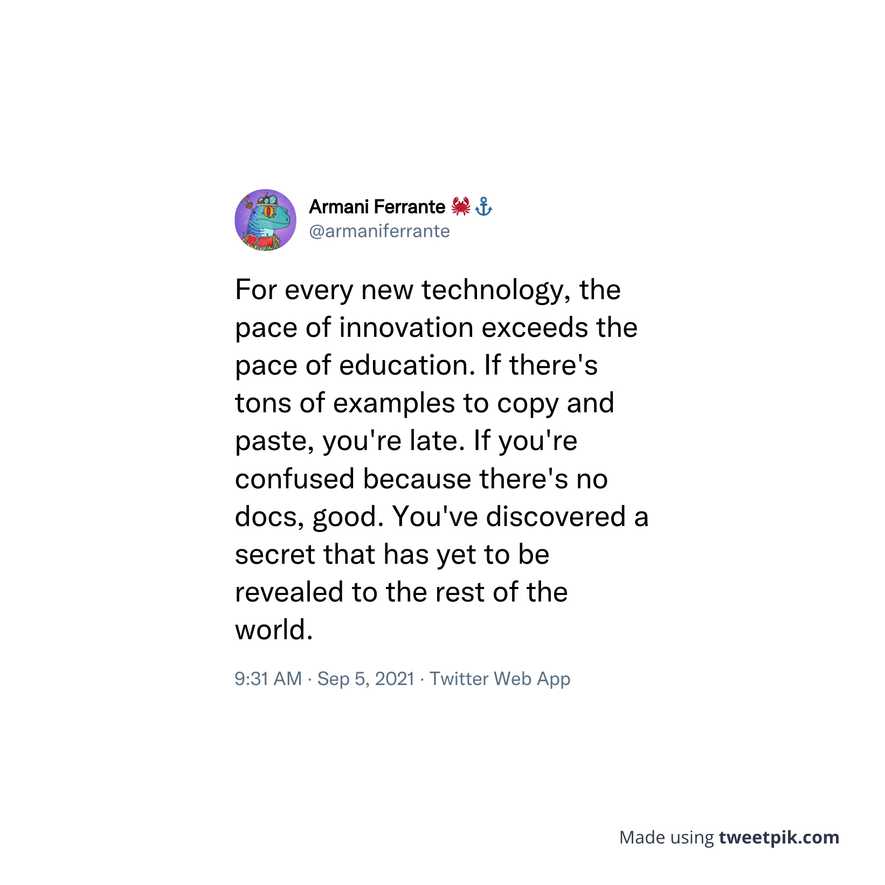 Armani Ferrante 🦀⚓
@armaniferrante
For every new technology, the
pace of innovation exceeds the
pace of education. If there's
tons of examples to copy and
paste, you're late. If you're
confused because there's no
docs, good. You've discovered a
secret that has yet to be
revealed to the rest of the
world.
9:31 AM · Sep 5, 2021 · Twitter Web App
Made using tweetpik.com